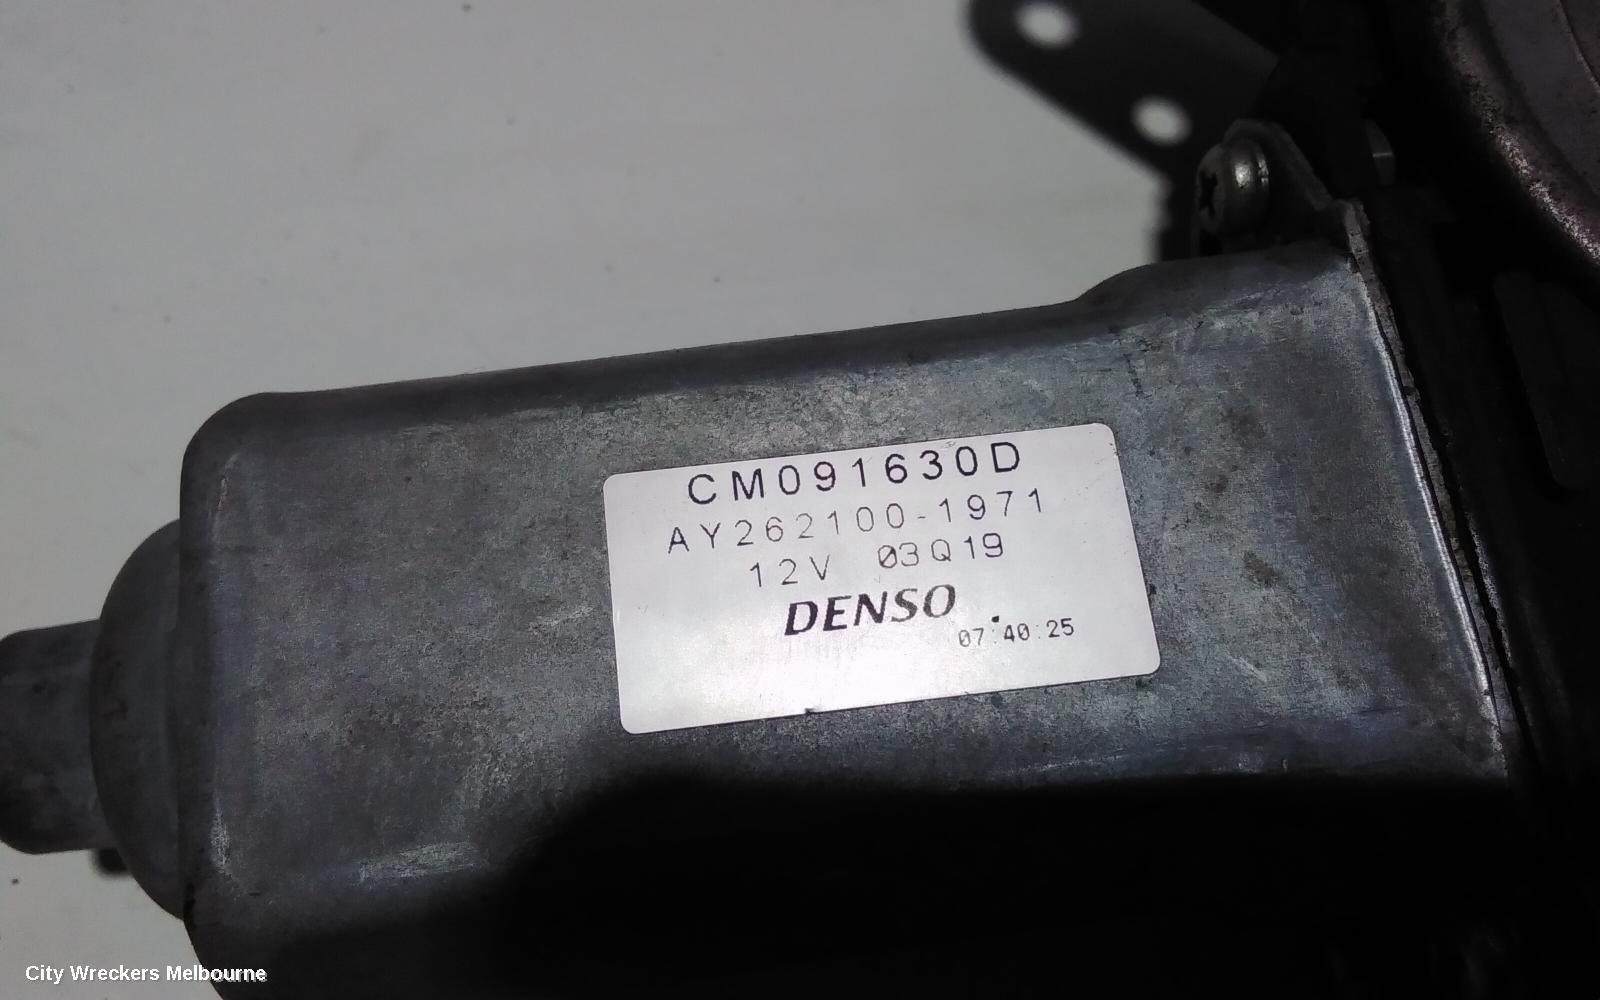 CM091630D
AY262100-1971
12V 03Q19
DENSO
07:40:25
City Wreckers Melbourne